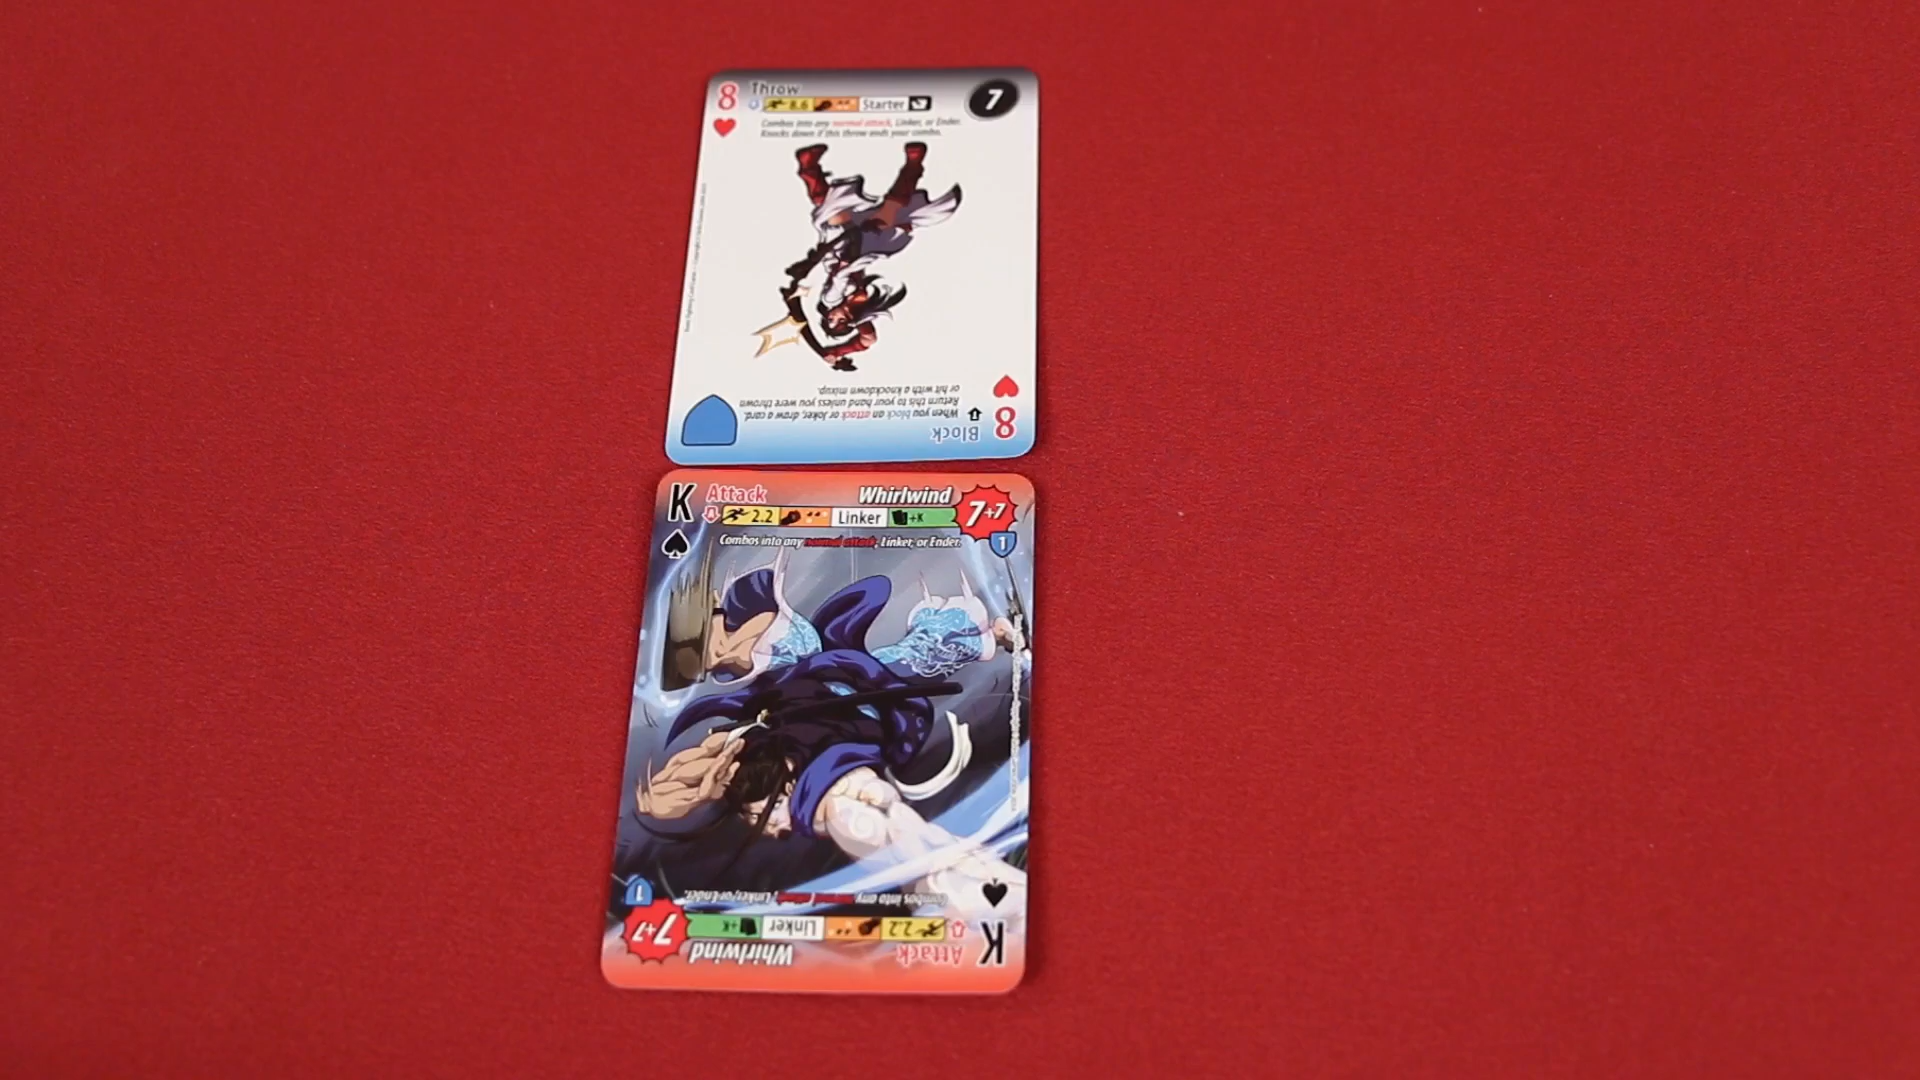 8 Throw 7
8.6 Starter
Combos into any normal attack, Linker, or Ender.
Knocks down if this throw ends your combo.
8 Block
When you block an attack or Joker, draw a card.
Return this to your hand unless you were thrown
or hit with a knockdown mixup.
K Attack Whirlwind 7+7
2.2 Linker +K
1
Combos into any normal attack, Linker, or Ender.
K Attack Whirlwind 7+7
2.2 Linker +K
1
Combos into any normal attack, Linker, or Ender.